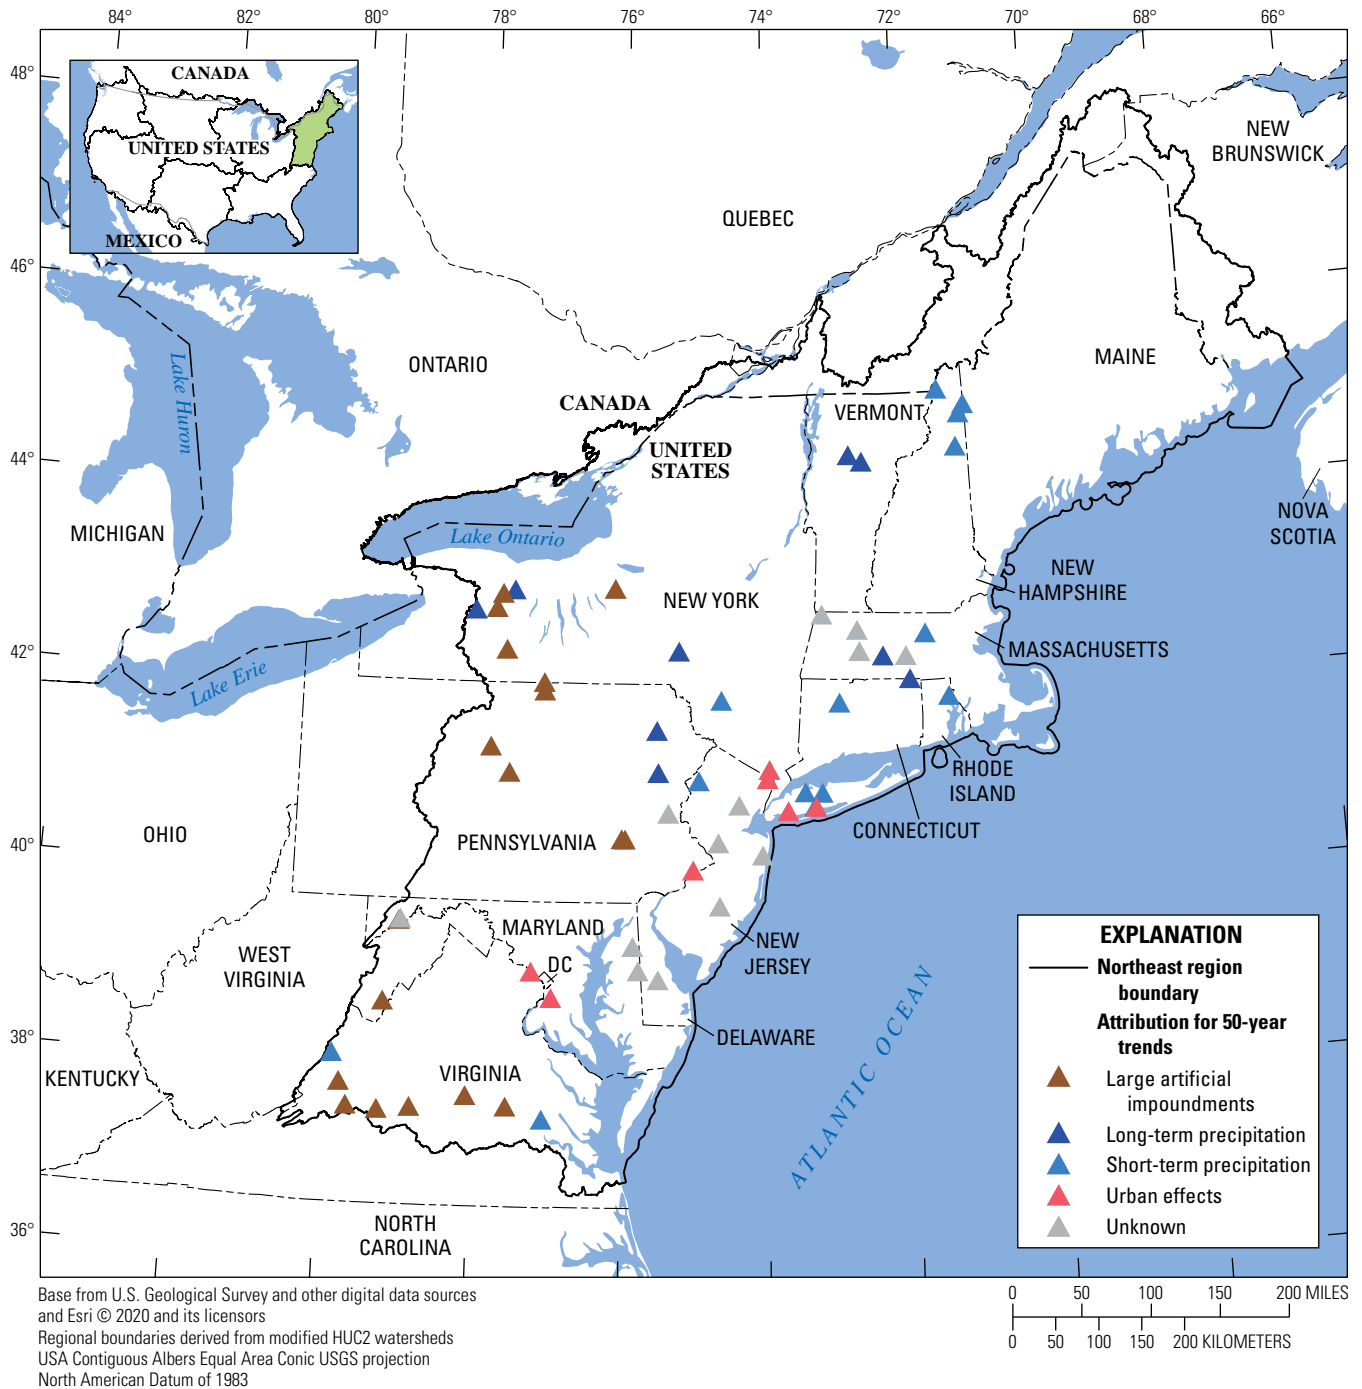 84°
82°
80°
78°
76°
74°
72°
70°
68°
66°
48°
46°
44°
42°
40°
38°
36°
CANADA
UNITED STATES
MEXICO
NEW
BRUNSWICK
QUEBEC
ONTARIO
MAINE
Lake Huron
CANADA
UNITED
STATES
VERMONT
MICHIGAN
Lake Ontario
NOVA
SCOTIA
NEW YORK
NEW
HAMPSHIRE
MASSACHUSETTS
Lake Erie
RHODE
ISLAND
CONNECTICUT
OHIO
PENNSYLVANIA
MARYLAND
NEW
JERSEY
WEST
VIRGINIA
DC
DELAWARE
KENTUCKY
VIRGINIA
ATLANTIC OCEAN
NORTH
CAROLINA
EXPLANATION
Northeast region
boundary
Attribution for 50-year
trends
Large artificial
impoundments
Long-term precipitation
Short-term precipitation
Urban effects
Unknown
Base from U.S. Geological Survey and other digital data sources
and Esri © 2020 and its licensors
Regional boundaries derived from modified HUC2 watersheds
USA Contiguous Albers Equal Area Conic USGS projection
North American Datum of 1983
0 50 100 150 200 MILES
0 50 100 150 200 KILOMETERS